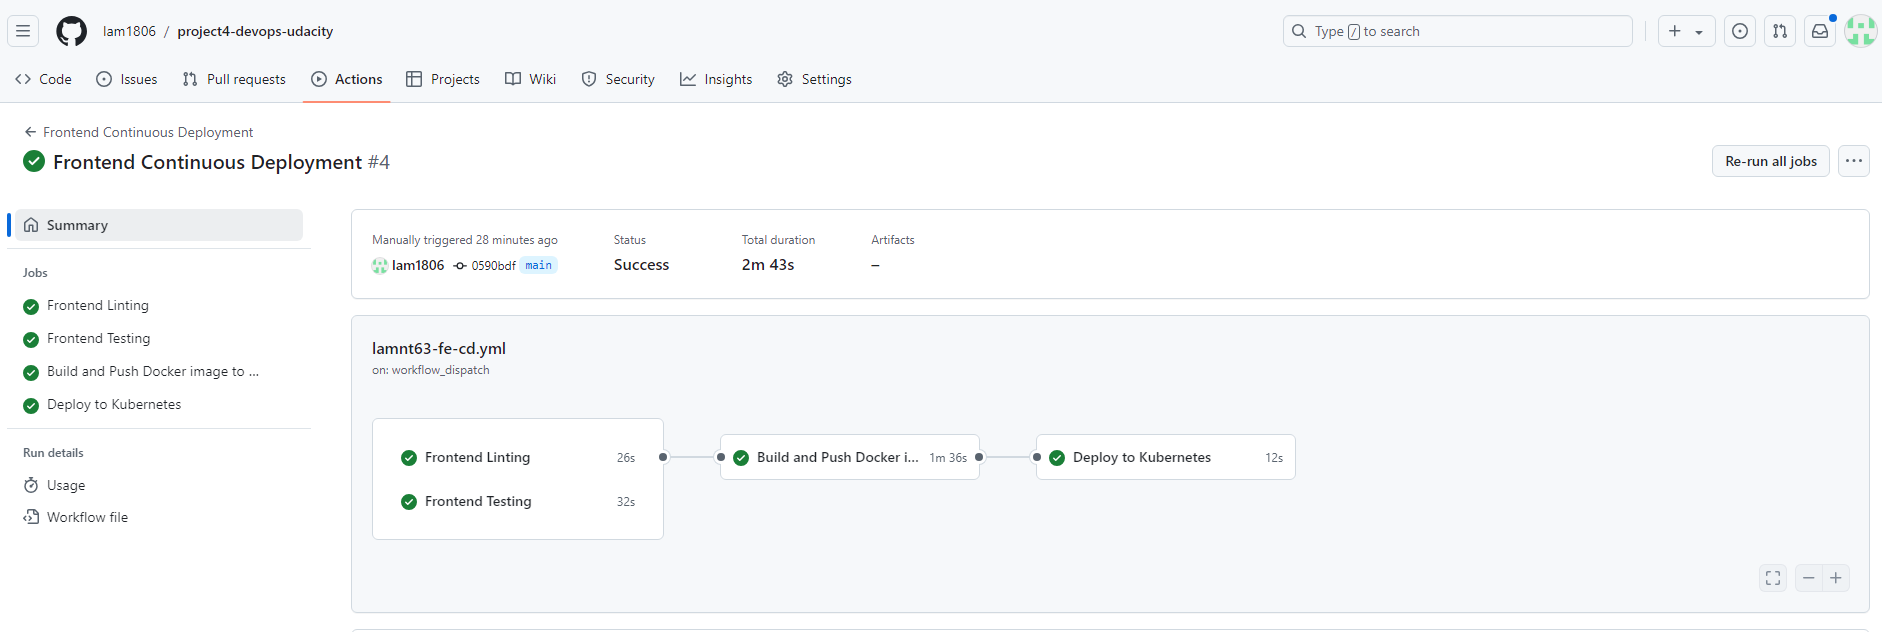 lam1806 / project4-devops-udacity
Type / to search
Code Issues Pull requests Actions Projects Wiki Security Insights Settings
Frontend Continuous Deployment
Frontend Continuous Deployment #4
Re-run all jobs
Summary
Jobs
Frontend Linting
Frontend Testing
Build and Push Docker image to ...
Deploy to Kubernetes
Run details
Usage
Workflow file
Manually triggered 28 minutes ago
lam1806 0590bdf main
Status
Success
Total duration
2m 43s
Artifacts
–
lamnt63-fe-cd.yml
on: workflow_dispatch
Frontend Linting 26s
Frontend Testing 32s
Build and Push Docker i... 1m 36s
Deploy to Kubernetes 12s